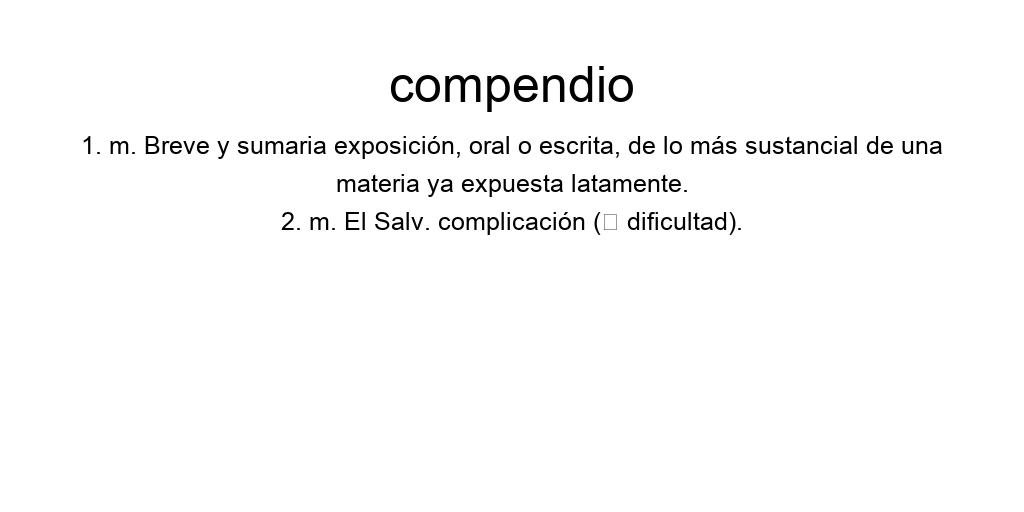 compendio
1. m. Breve y sumaria exposición, oral o escrita, de lo más sustancial de una
materia ya expuesta latamente.
2. m. El Salv. complicación (□ dificultad).